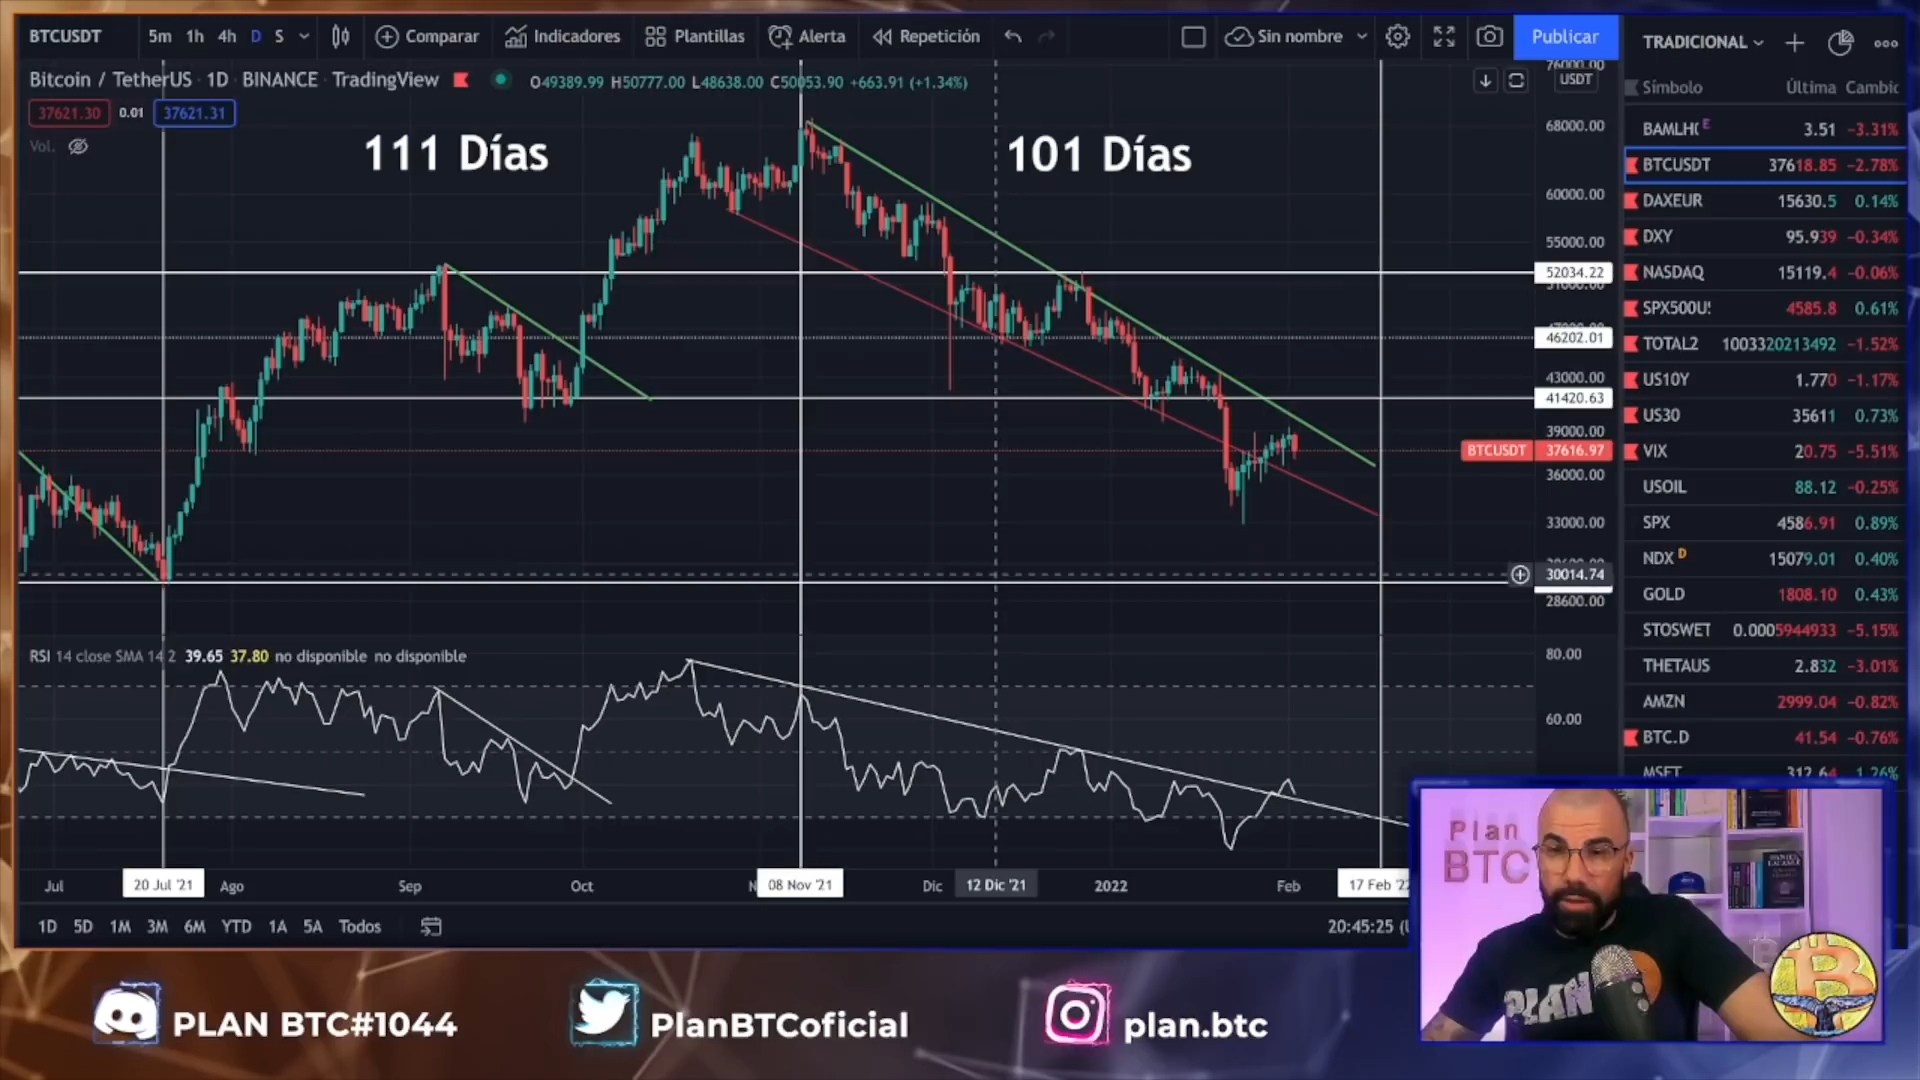 BTCUSDT 5m 1h 4h D S Comparar Indicadores Plantillas Alerta Repetición Sin nombre Publicar
Bitcoin / TetherUS 1D BINANCE TradingView O49389.99 H50777.00 L48638.00 C50053.90 +663.91 (+1.34%)
37621.30 0.01 37621.31
Vol.
111 Días
101 Días
76000.00
USDT
68000.00
60000.00
55000.00
52034.22
51000.00
46202.01
43000.00
41420.63
39000.00
BTCUSDT 37616.97
36000.00
33000.00
30014.74
28600.00
RSI 14 close SMA 14 2 39.65 37.80 no disponible no disponible
80.00
60.00
Jul 20 Jul '21 Ago Sep Oct N 08 Nov '21 Dic 12 Dic '21 2022 Feb 17 Feb '22
1D 5D 1M 3M 6M YTD 1A 5A Todos
20:45:25 (U
TRADICIONAL
Símbolo Última Cambio
BAMLH( E 3.51 -3.31%
BTCUSDT 37618.85 -2.78%
DAXEUR 15630.5 0.14%
DXY 95.939 -0.34%
NASDAQ 15119.4 -0.06%
SPX500U! 4585.8 0.61%
TOTAL2 1003320213492 -1.52%
US10Y 1.770 -1.17%
US30 35611 0.73%
VIX 20.75 -5.51%
USOIL 88.12 -0.25%
SPX 4586.91 0.89%
NDX D 15079.01 0.40%
GOLD 1808.10 0.43%
STOSWET 0.0005944933 -5.15%
THETAUS 2.832 -3.01%
AMZN 2999.04 -0.82%
BTC.D 41.54 -0.76%
MSFT 312.64 1.26%
Plan
BTC
PLAN
PLAN BTC#1044
PlanBTCoficial
plan.btc